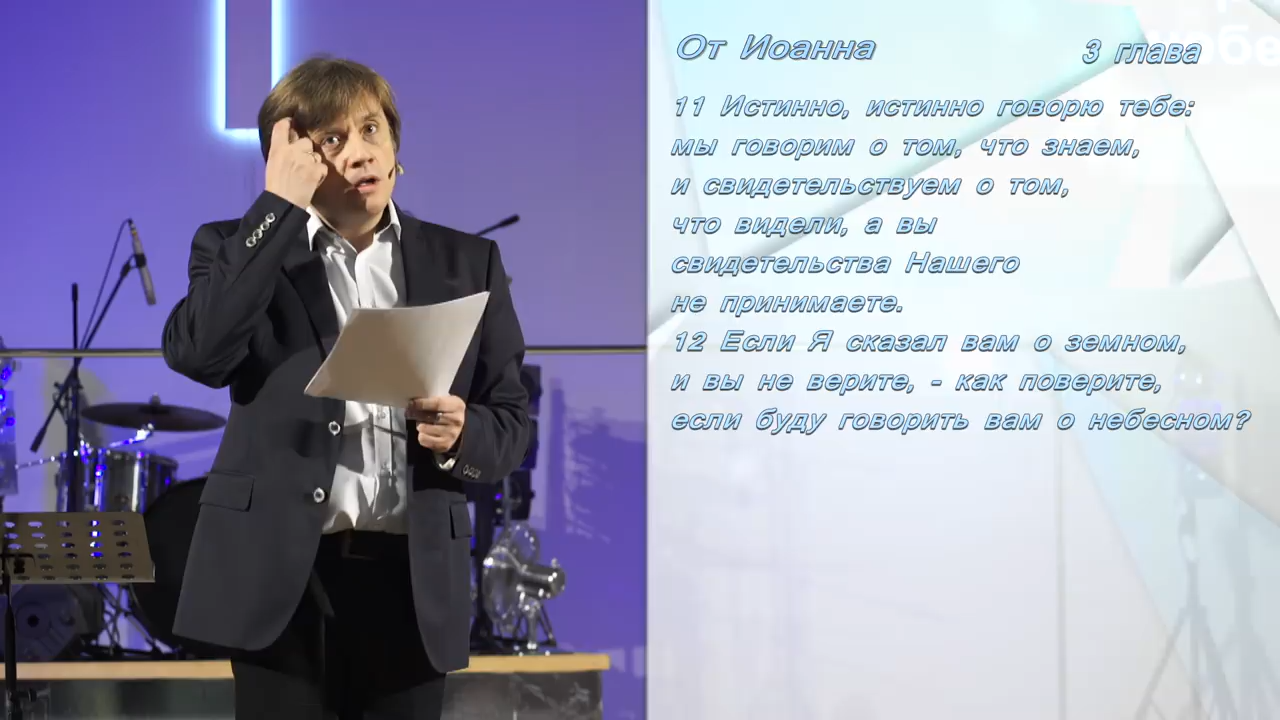 От Иоанна 3 глава
11 Истинно, истинно говорю тебе:
мы говорим о том, что знаем,
и свидетельствуем о том,
что видели, а вы
свидетельства Нашего
не принимаете.
12 Если Я сказал вам о земном,
и вы не верите, - как поверите,
если буду говорить вам о небесном?